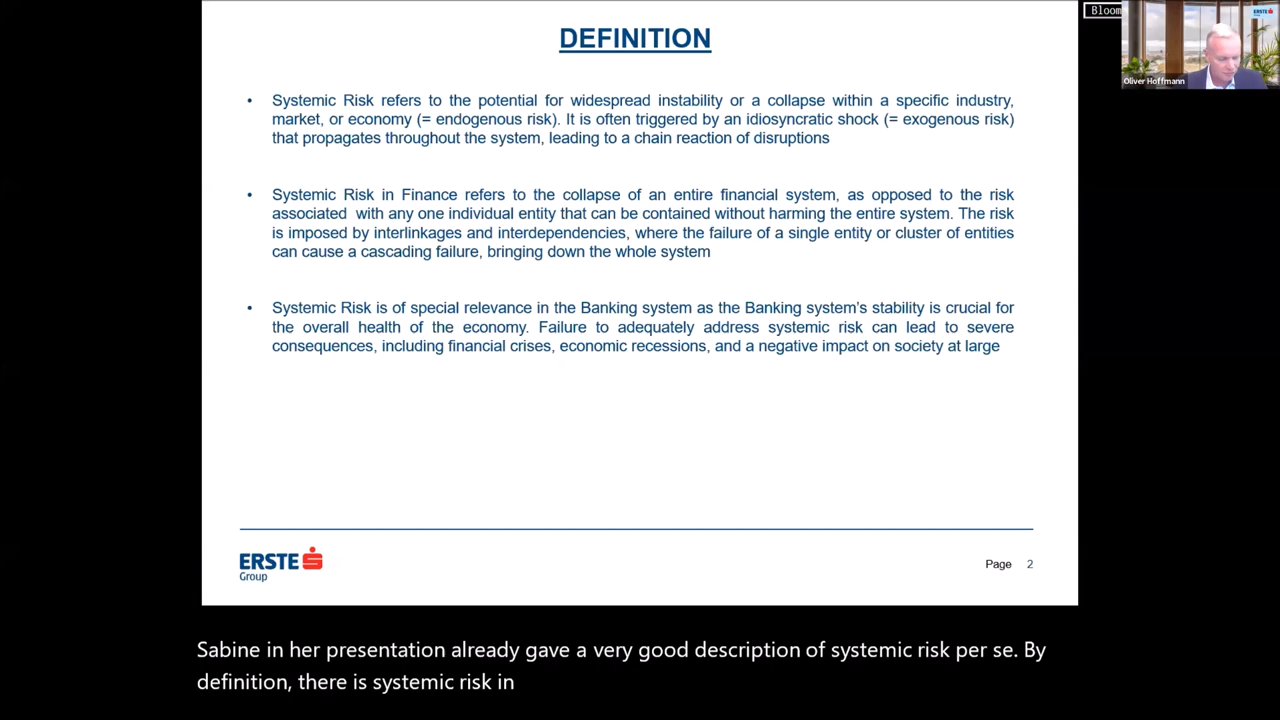 DEFINITION
Bloom
ERSTE
Oliver Hoffmann
• Systemic Risk refers to the potential for widespread instability or a collapse within a specific industry,
market, or economy (= endogenous risk). It is often triggered by an idiosyncratic shock (= exogenous risk)
that propagates throughout the system, leading to a chain reaction of disruptions
• Systemic Risk in Finance refers to the collapse of an entire financial system, as opposed to the risk
associated with any one individual entity that can be contained without harming the entire system. The risk
is imposed by interlinkages and interdependencies, where the failure of a single entity or cluster of entities
can cause a cascading failure, bringing down the whole system
• Systemic Risk is of special relevance in the Banking system as the Banking system's stability is crucial for
the overall health of the economy. Failure to adequately address systemic risk can lead to severe
consequences, including financial crises, economic recessions, and a negative impact on society at large
ERSTE
Group
Page 2
Sabine in her presentation already gave a very good description of systemic risk per se. By
definition, there is systemic risk in